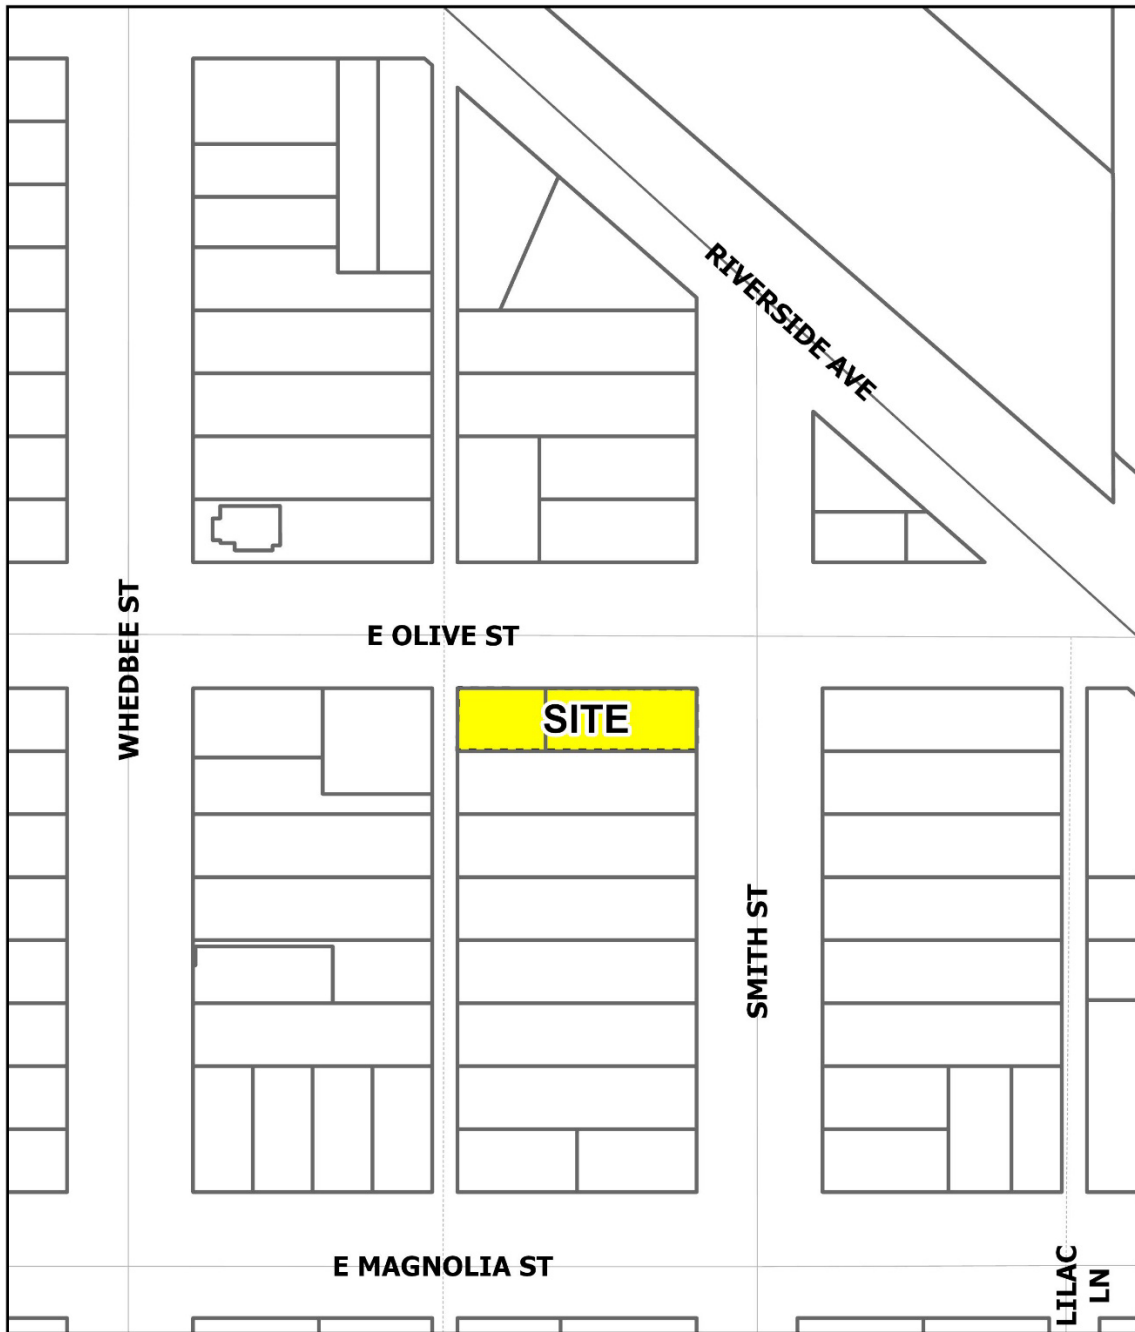 RIVERSIDE AVE
WHEDBEE ST
E OLIVE ST
SITE
SMITH ST
E MAGNOLIA ST
LILAC
LN